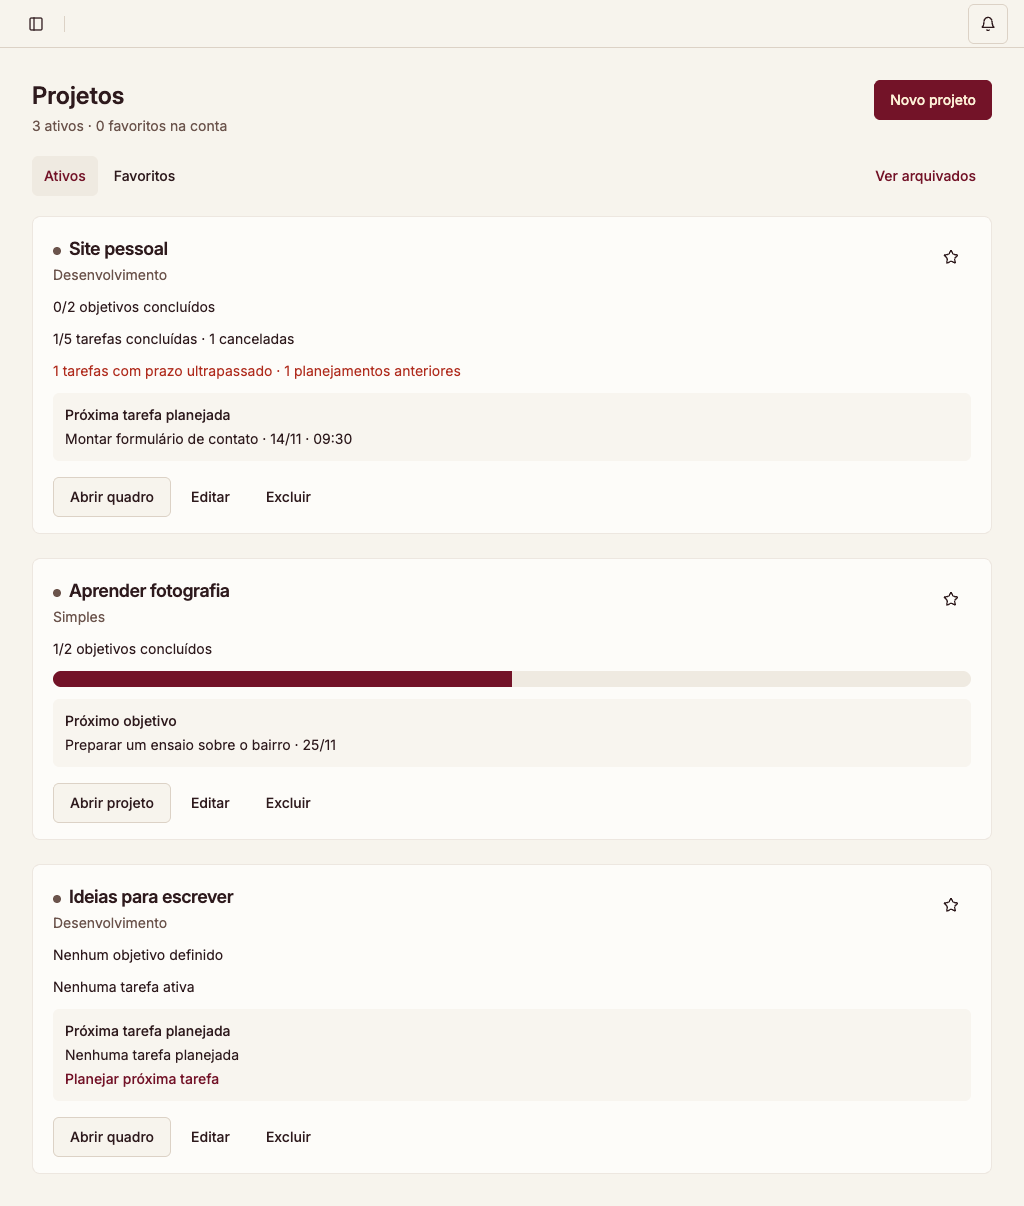 Projetos
Novo projeto
3 ativos · 0 favoritos na conta
Ativos
Favoritos
Ver arquivados
Site pessoal
Desenvolvimento
0/2 objetivos concluídos
1/5 tarefas concluídas · 1 canceladas
1 tarefas com prazo ultrapassado · 1 planejamentos anteriores
Próxima tarefa planejada
Montar formulário de contato · 14/11 · 09:30
Abrir quadro
Editar
Excluir
Aprender fotografia
Simples
1/2 objetivos concluídos
Próximo objetivo
Preparar um ensaio sobre o bairro · 25/11
Abrir projeto
Editar
Excluir
Ideias para escrever
Desenvolvimento
Nenhum objetivo definido
Nenhuma tarefa ativa
Próxima tarefa planejada
Nenhuma tarefa planejada
Planejar próxima tarefa
Abrir quadro
Editar
Excluir